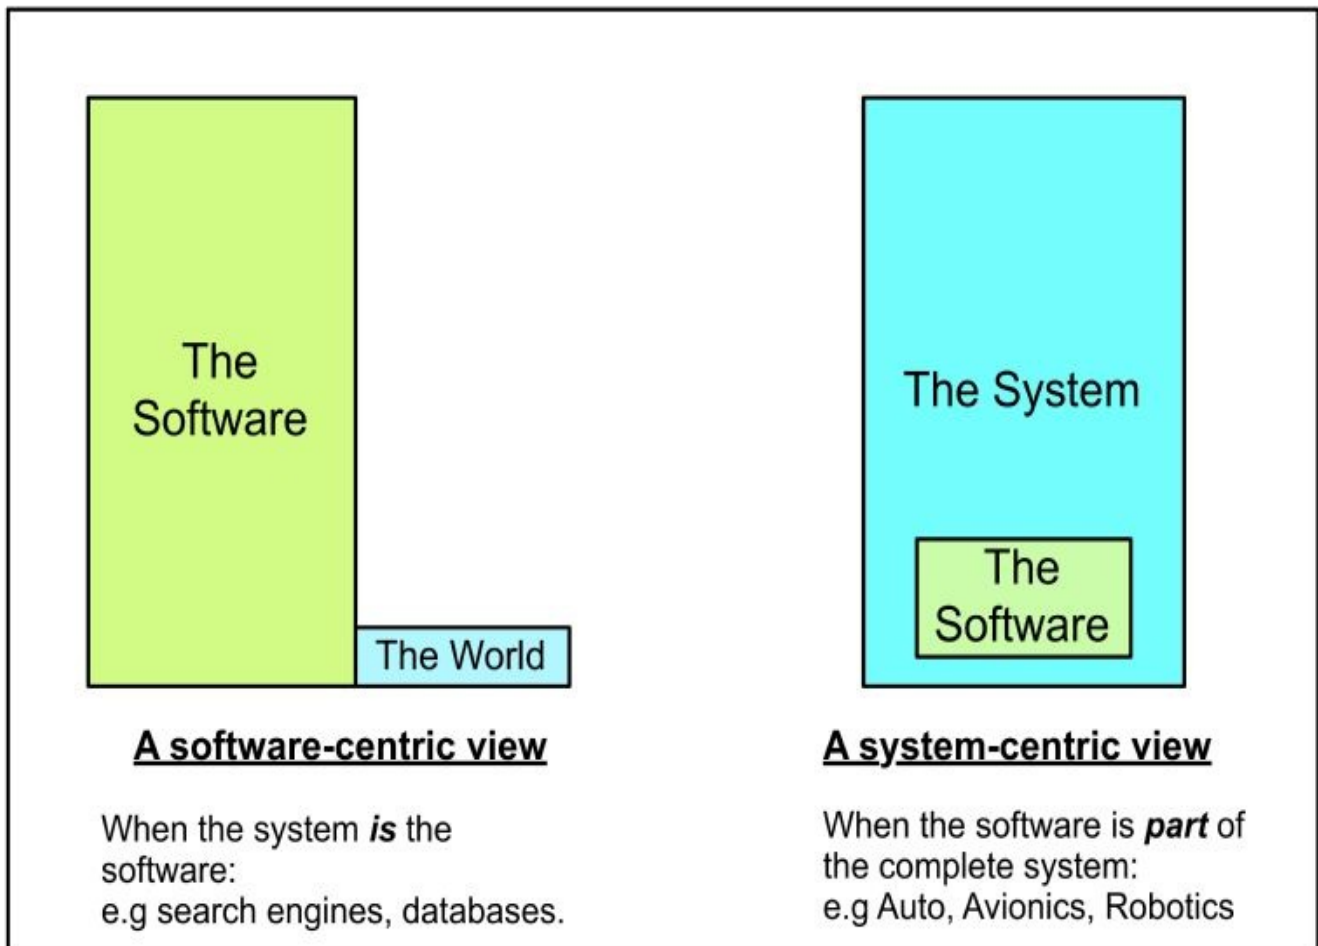 The
Software
The World
A software-centric view
When the system is the
software:
e.g search engines, databases.
The System
The
Software
A system-centric view
When the software is part of
the complete system:
e.g Auto, Avionics, Robotics